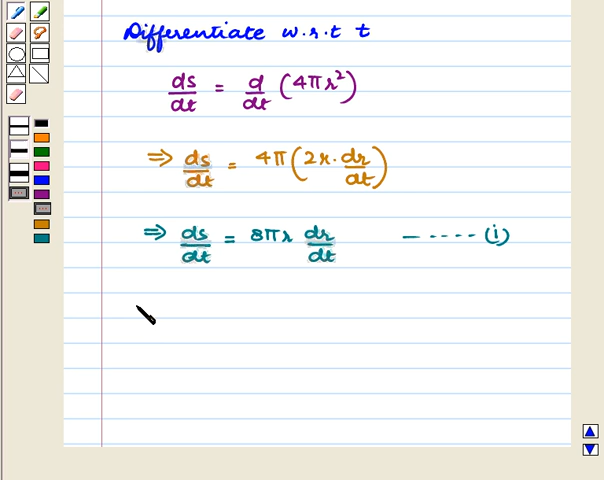 Differentiate w.r.t t
ds/dt = d/dt (4πr²)
⇒ ds/dt = 4π(2r·dr/dt)
⇒ ds/dt = 8πr dr/dt -----(i)